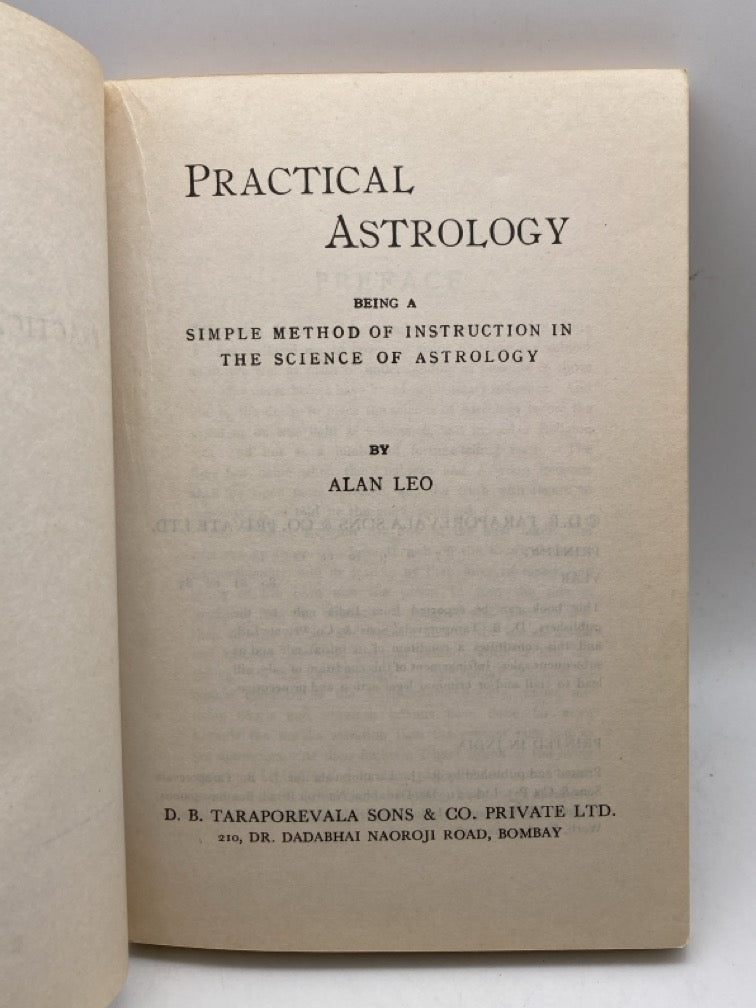 PRACTICAL
ASTROLOGY
BEING A
SIMPLE METHOD OF INSTRUCTION IN
THE SCIENCE OF ASTROLOGY
BY
ALAN LEO
D. B. TARAPOREVALA SONS & CO. PRIVATE LTD.
210, DR. DADABHAI NAOROJI ROAD, BOMBAY